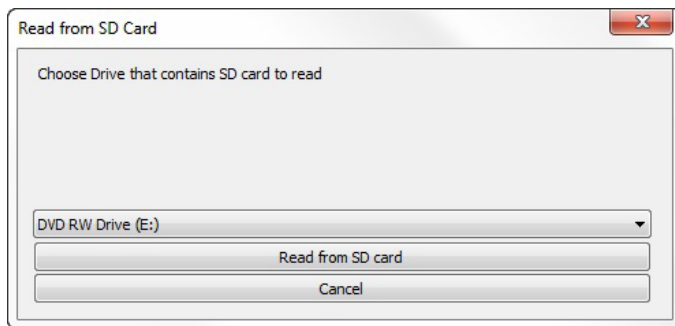 Read from SD Card
Choose Drive that contains SD card to read
DVD RW Drive (E:)
Read from SD card
Cancel